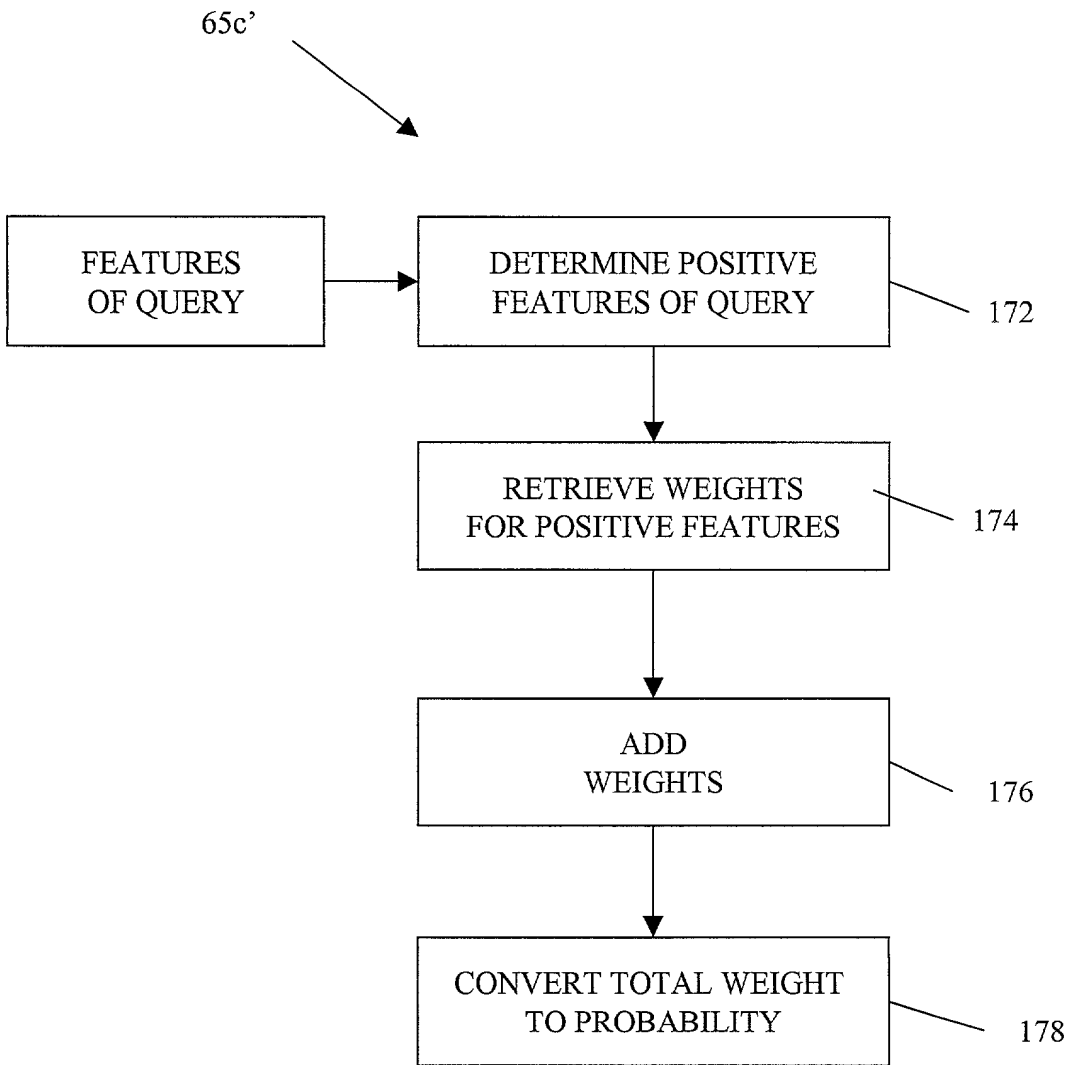 65c’
FEATURES
OF QUERY
DETERMINE POSITIVE
FEATURES OF QUERY
172
RETRIEVE WEIGHTS
FOR POSITIVE FEATURES
174
ADD
WEIGHTS
176
CONVERT TOTAL WEIGHT
TO PROBABILITY
178